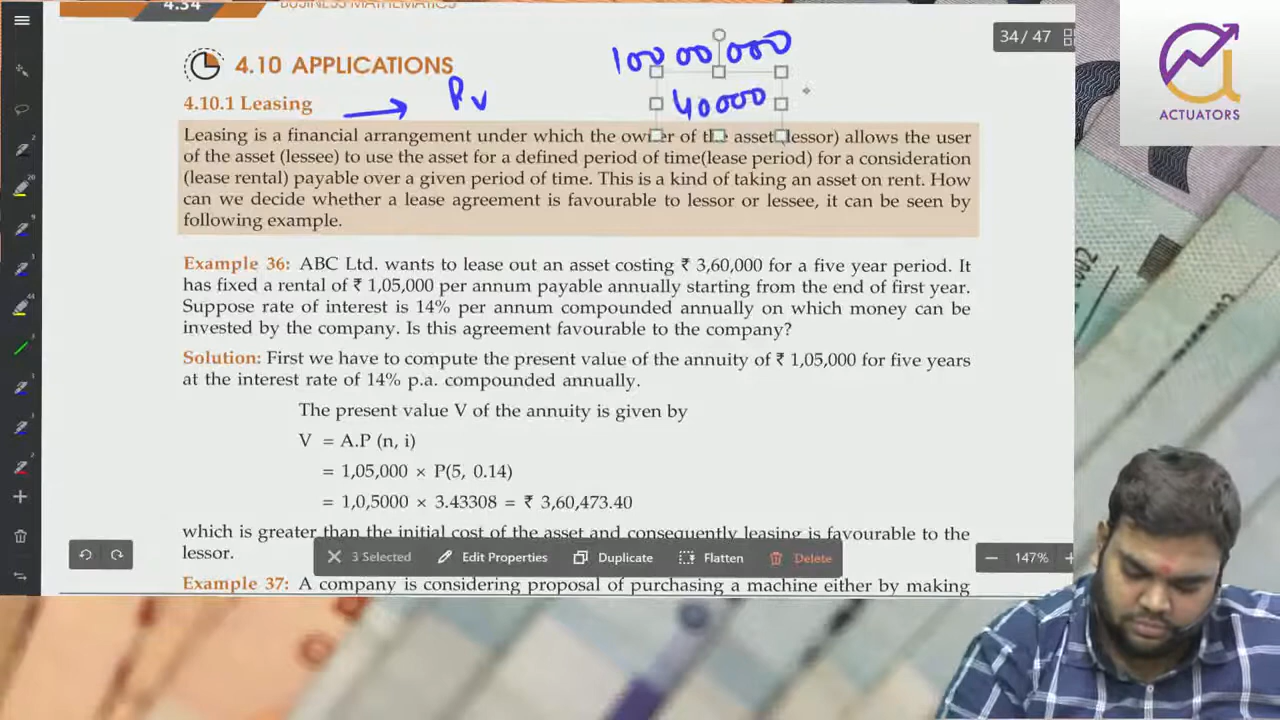 4.34
BUSINESS MATHEMATICS
34 / 47
ACTUATORS
4.10 APPLICATIONS
10000000
4.10.1 Leasing
PV
40000
Leasing is a financial arrangement under which the owner of the asset (lessor) allows the user
of the asset (lessee) to use the asset for a defined period of time(lease period) for a consideration
(lease rental) payable over a given period of time. This is a kind of taking an asset on rent. How
can we decide whether a lease agreement is favourable to lessor or lessee, it can be seen by
following example.
Example 36: ABC Ltd. wants to lease out an asset costing ₹ 3,60,000 for a five year period. It
has fixed a rental of ₹ 1,05,000 per annum payable annually starting from the end of first year.
Suppose rate of interest is 14% per annum compounded annually on which money can be
invested by the company. Is this agreement favourable to the company?
Solution: First we have to compute the present value of the annuity of ₹ 1,05,000 for five years
at the interest rate of 14% p.a. compounded annually.
The present value V of the annuity is given by
V = A.P (n, i)
= 1,05,000 × P(5, 0.14)
= 1,0,5000 × 3.43308 = ₹ 3,60,473.40
which is greater than the initial cost of the asset and consequently leasing is favourable to the
lessor.
3 Selected
Edit Properties
Duplicate
Flatten
Delete
147%
Example 37: A company is considering proposal of purchasing a machine either by making